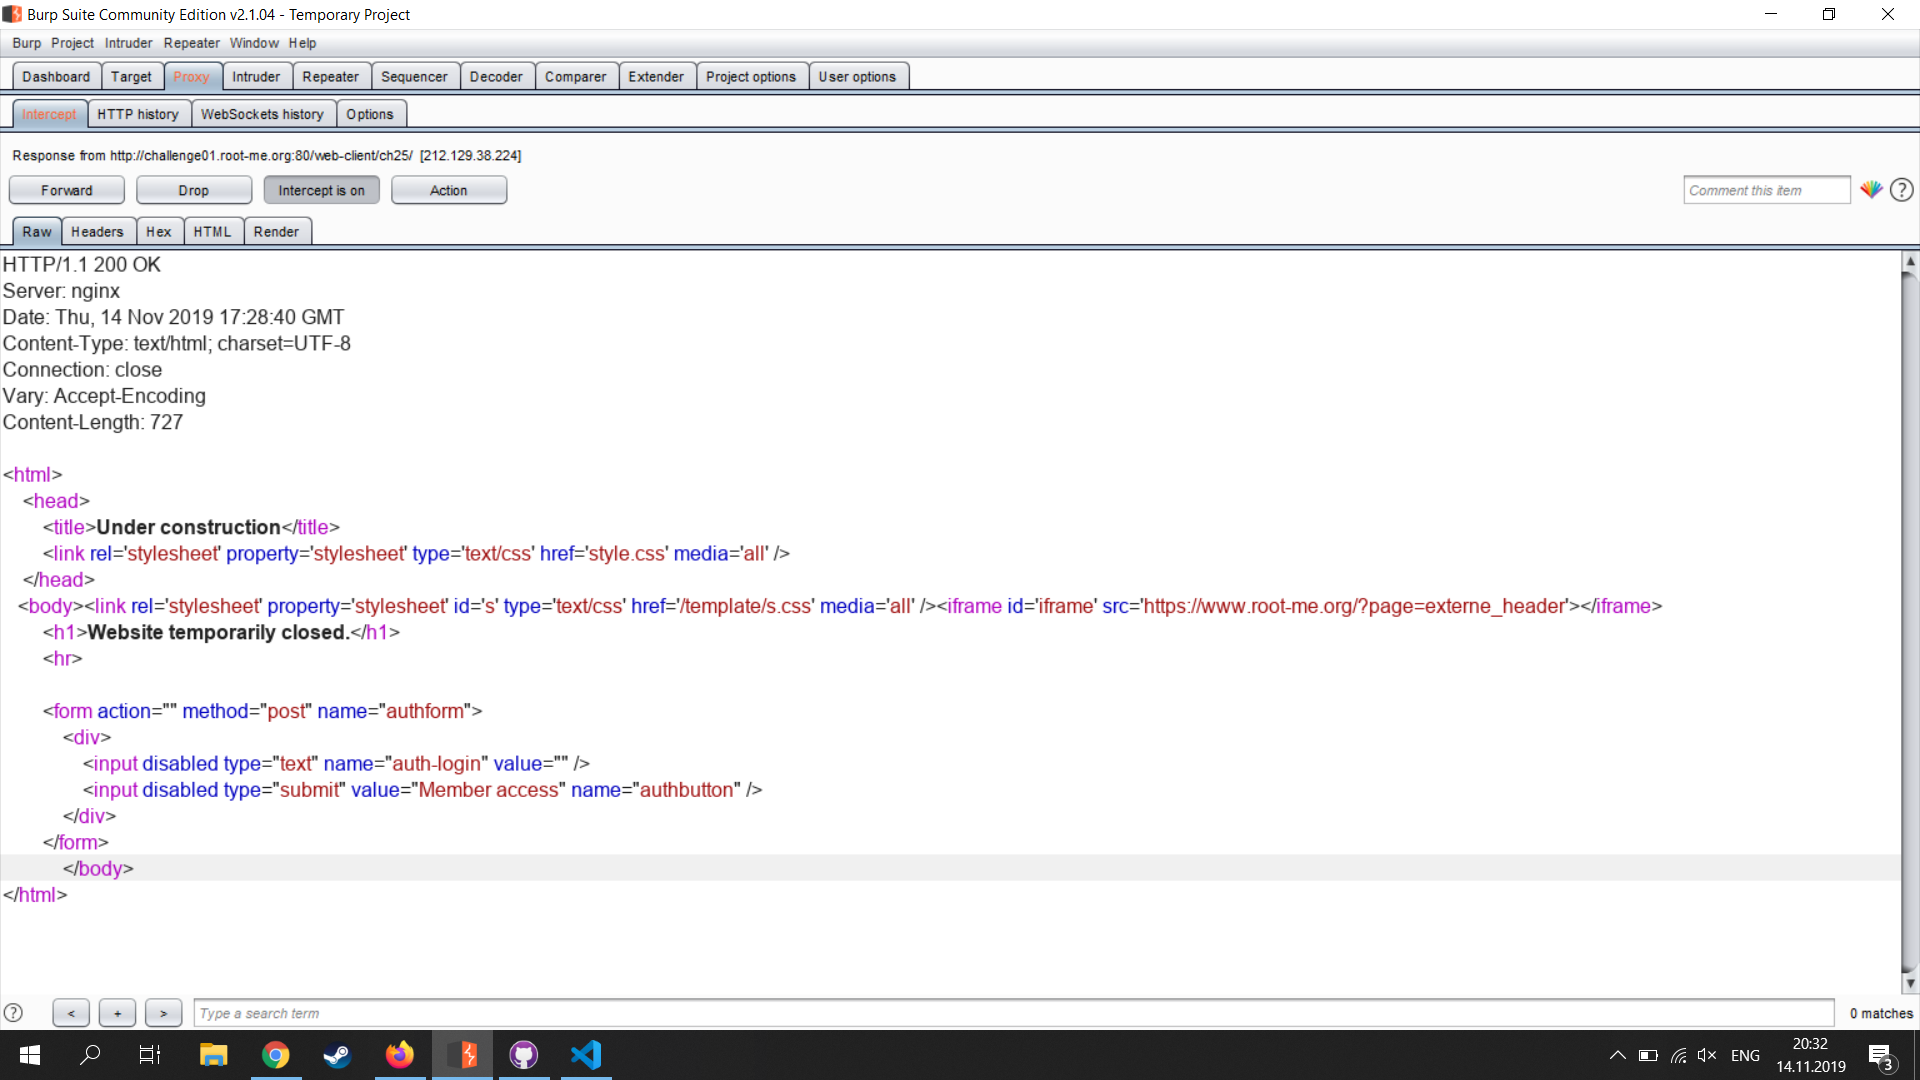 Burp Suite Community Edition v2.1.04 - Temporary Project
Burp Project Intruder Repeater Window Help
Dashboard Target Proxy Intruder Repeater Sequencer Decoder Comparer Extender Project options User options
Intercept HTTP history WebSockets history Options
Response from http://challenge01.root-me.org:80/web-client/ch25/ [212.129.38.224]
Forward Drop Intercept is on Action Comment this item ?
Raw Headers Hex HTML Render
HTTP/1.1 200 OK
Server: nginx
Date: Thu, 14 Nov 2019 17:28:40 GMT
Content-Type: text/html; charset=UTF-8
Connection: close
Vary: Accept-Encoding
Content-Length: 727
<html>
<head>
<title>Under construction</title>
<link rel='stylesheet' property='stylesheet' type='text/css' href='style.css' media='all' />
</head>
<body><link rel='stylesheet' property='stylesheet' id='s' type='text/css' href='/template/s.css' media='all' /><iframe id='iframe' src='https://www.root-me.org/?page=externe_header'></iframe>
<h1>Website temporarily closed.</h1>
<hr>
<form action="" method="post" name="authform">
<div>
<input disabled type="text" name="auth-login" value="" />
<input disabled type="submit" value="Member access" name="authbutton" />
</div>
</form>
</body>
</html>
? < + > Type a search term 0 matches
ENG 20:32
14.11.2019 3